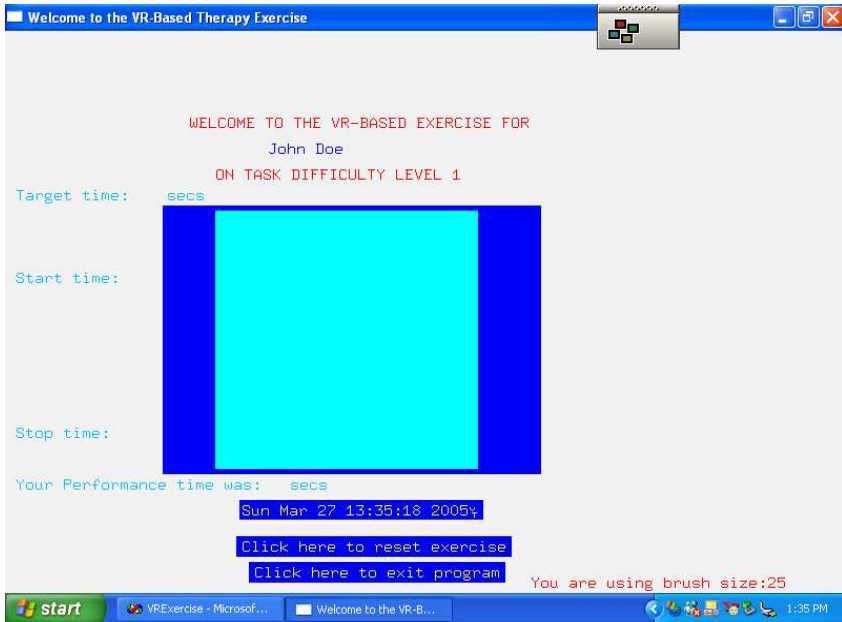 Welcome to the VR-Based Therapy Exercise
WELCOME TO THE VR-BASED EXERCISE FOR
John Doe
ON TASK DIFFICULTY LEVEL 1
Target time: secs
Start time:
Stop time:
Your Performance time was: secs
Sun Mar 27 13:35:18 2005
Click here to reset exercise
Click here to exit program
You are using brush size:25
start VRExercise - Microsof... Welcome to the VR-B... 1:35 PM